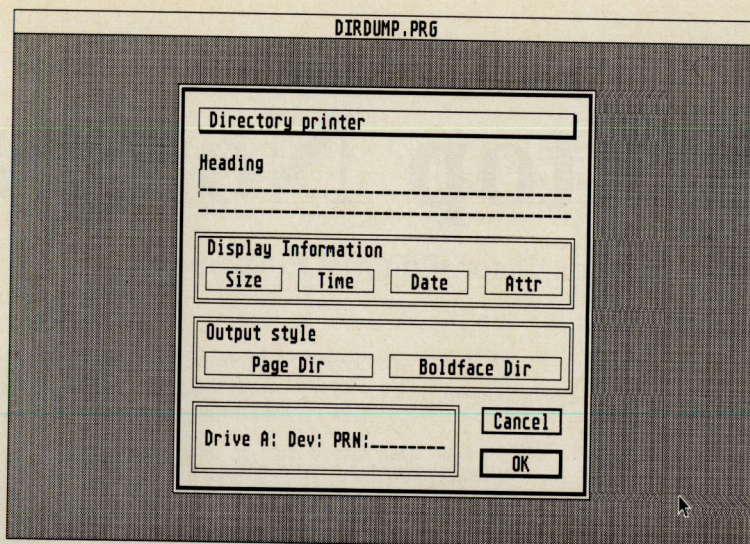 DIRDUMP.PRG
Directory printer
Heading
Display Information
Size Time Date Attr
Output style
Page Dir Boldface Dir
Cancel
Drive A: Dev: PRN:________
OK